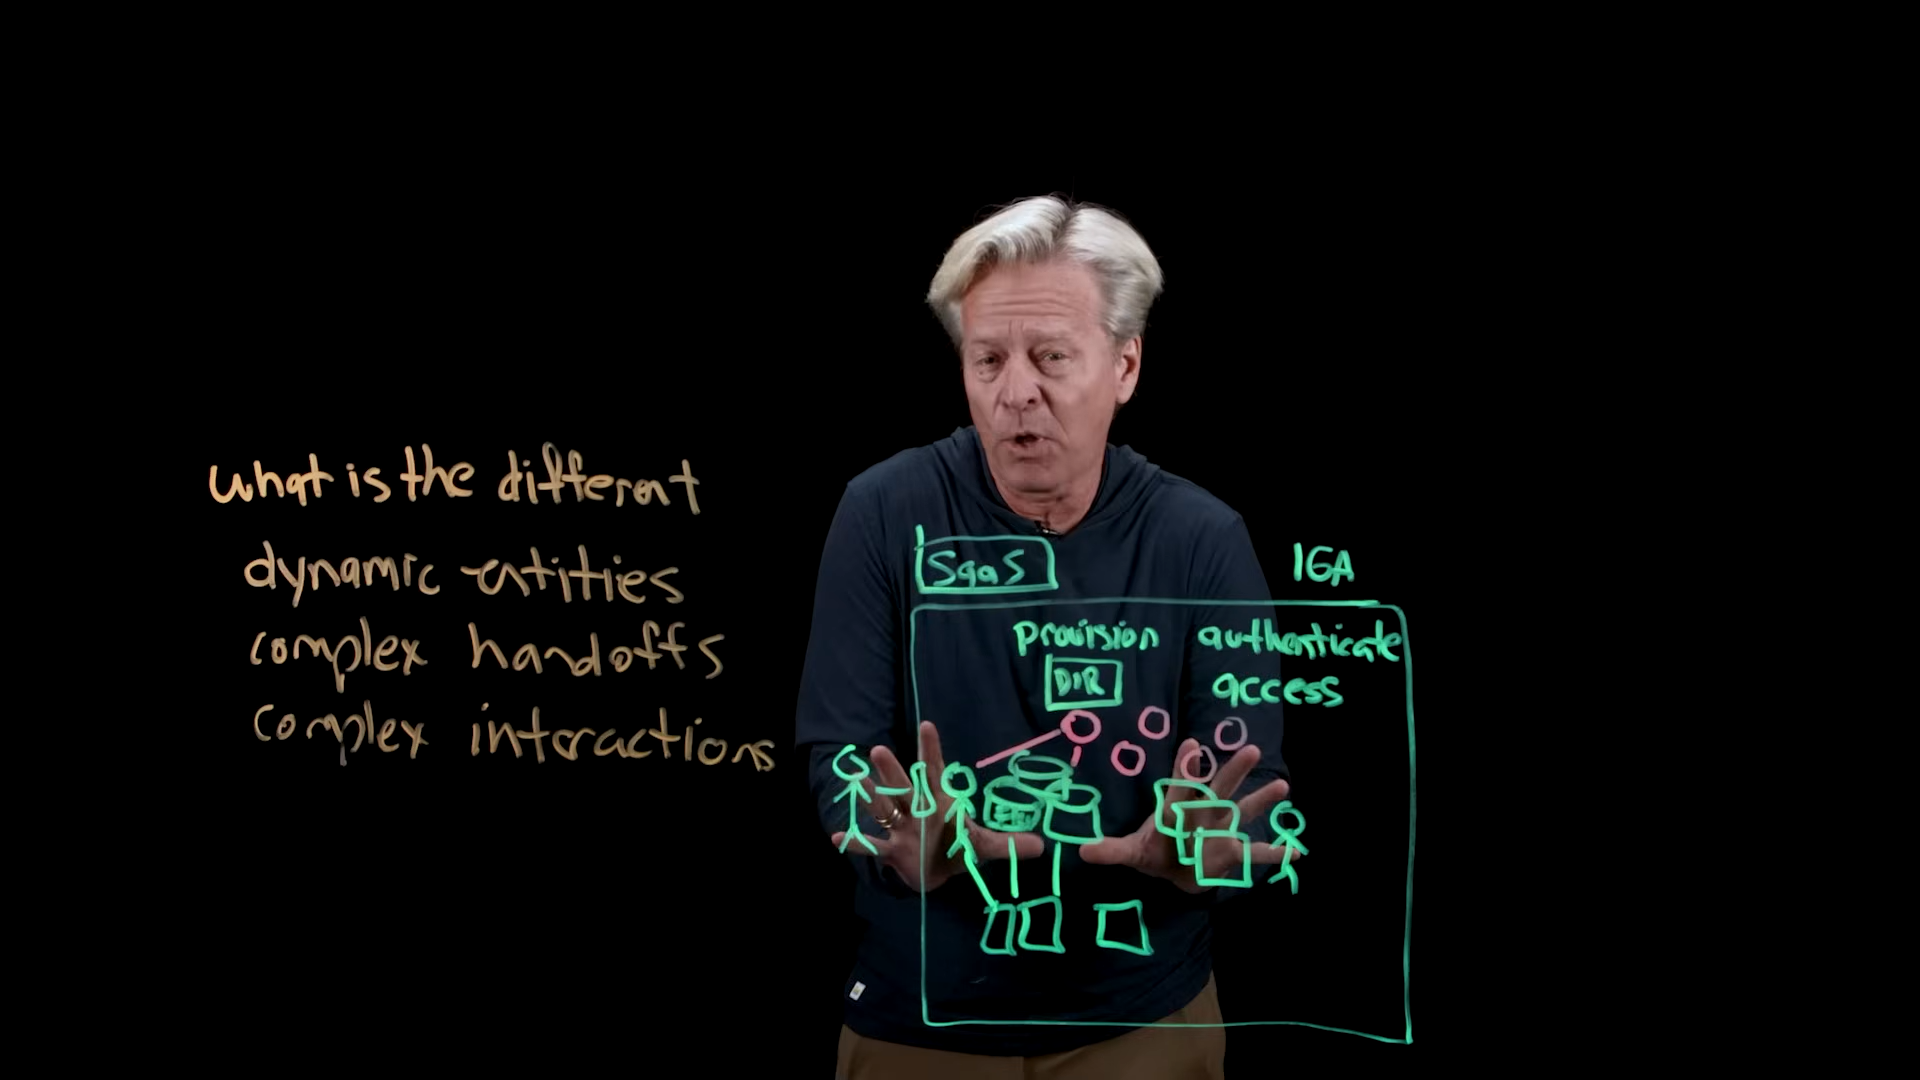 what is the different
dynamic entities
complex handoffs
complex interactions
SaaS
IGA
provision
authenticate
DIR
access